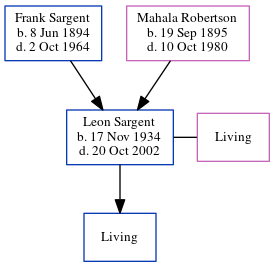 Frank Sargent
b. 8 Jun 1894
d. 2 Oct 1964
Mahala Robertson
b. 19 Sep 1895
d. 10 Oct 1980
Leon Sargent
b. 17 Nov 1934
d. 20 Oct 2002
Living
Living